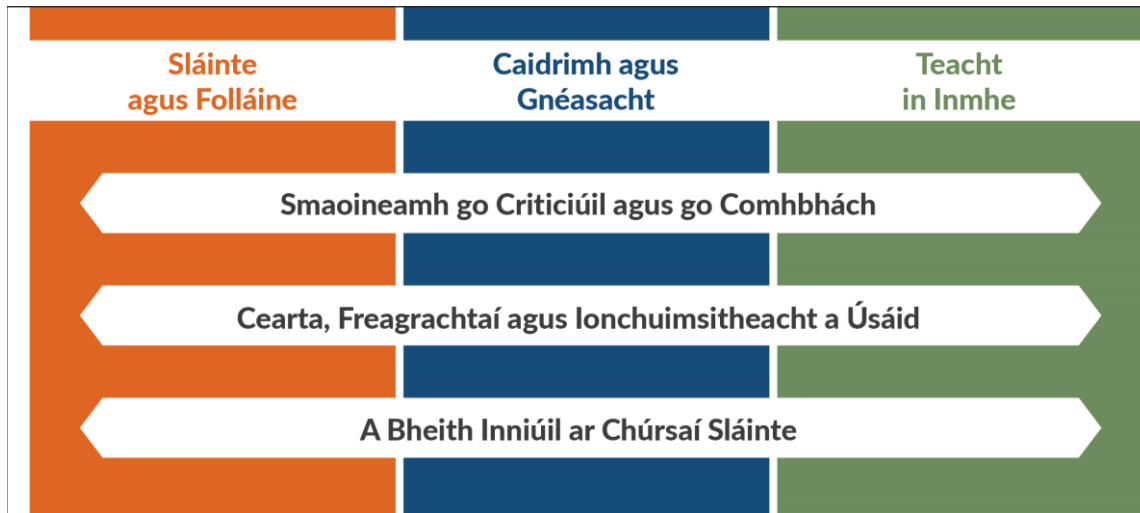 Sláinte
agus Folláine
Caidrimh agus
Gnéasacht
Teacht
in Inmhe
Smaoineamh go Criticiúil agus go Comhbhách
Cearta, Freagrachtaí agus Ionchuimsitheacht a Úsáid
A Bheith Inniúil ar Chúrsaí Sláinte